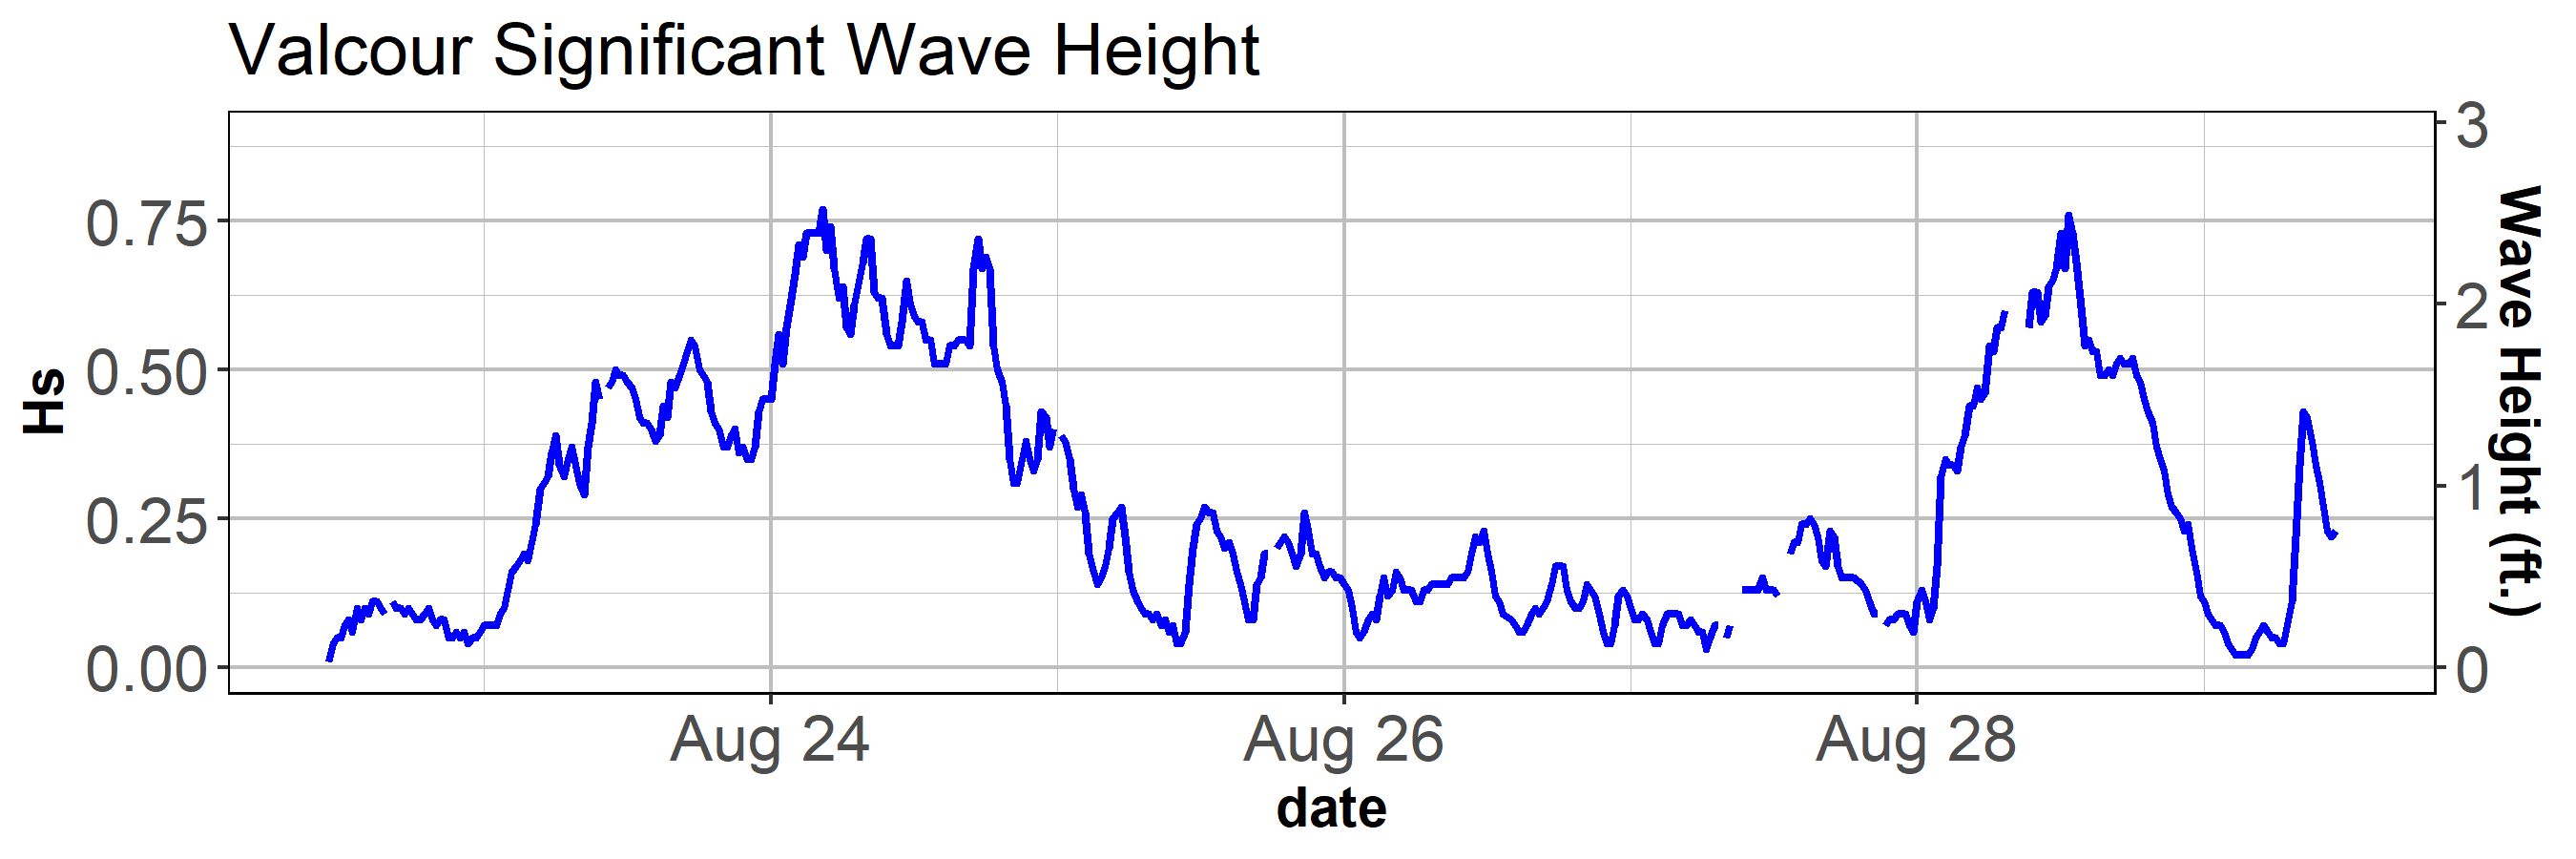 Valcour Significant Wave Height
Hs
0.75
0.50
0.25
0.00
3
2
1
0
Wave Height (ft.)
Aug 24
Aug 26
Aug 28
date